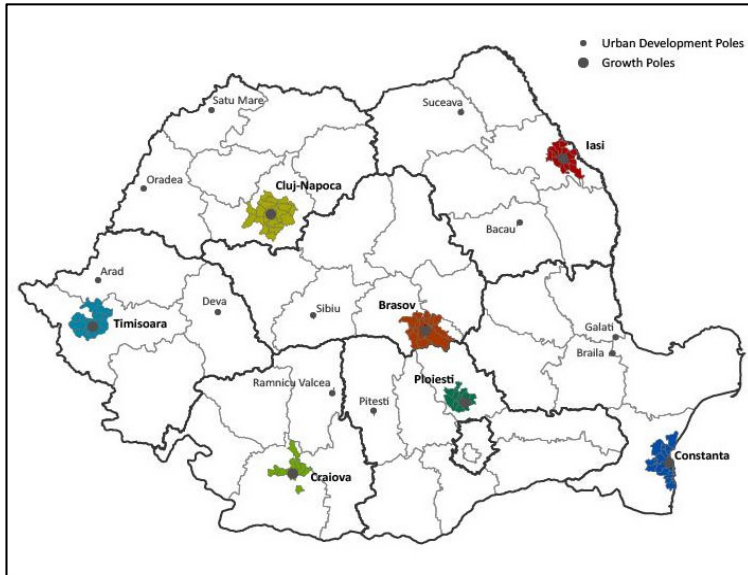 Urban Development Poles
Growth Poles
Satu Mare
Suceava
Iasi
Oradea
Cluj-Napoca
Bacau
Arad
Timisoara
Deva
Sibiu
Brasov
Galati
Braila
Ramnicu Valcea
Pitesti
Ploiesti
Craiova
Constanta